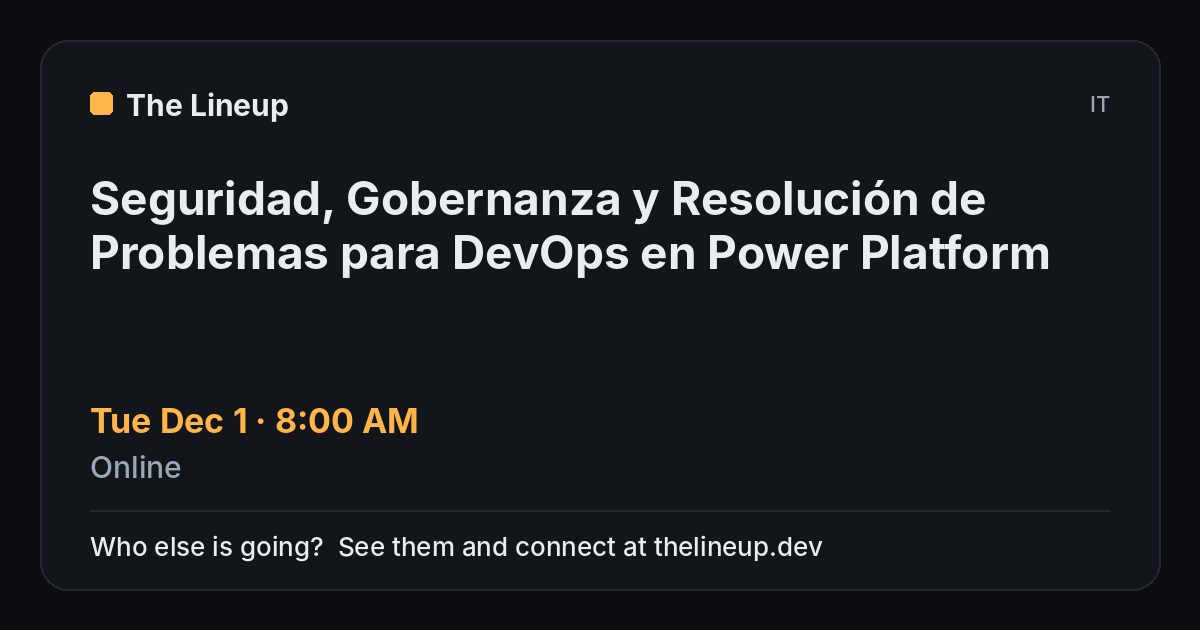 The Lineup
IT
Seguridad, Gobernanza y Resolución de
Problemas para DevOps en Power Platform
Tue Dec 1 · 8:00 AM
Online
Who else is going? See them and connect at thelineup.dev